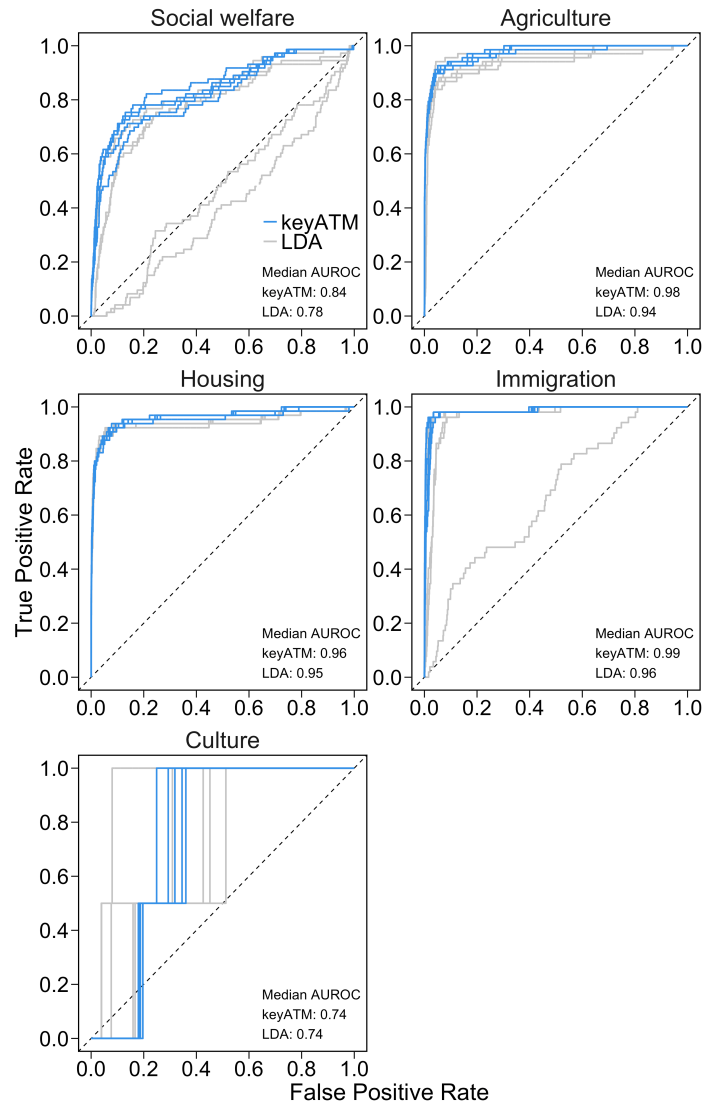 Social welfare
1.0
0.8
0.6
0.4
0.2
0.0
0.0 0.2 0.4 0.6 0.8 1.0
keyATM
LDA
Median AUROC
keyATM: 0.84
LDA: 0.78
Agriculture
1.0
0.8
0.6
0.4
0.2
0.0
0.0 0.2 0.4 0.6 0.8 1.0
Median AUROC
keyATM: 0.98
LDA: 0.94
True Positive Rate
Housing
1.0
0.8
0.6
0.4
0.2
0.0
0.0 0.2 0.4 0.6 0.8 1.0
Median AUROC
keyATM: 0.96
LDA: 0.95
Immigration
1.0
0.8
0.6
0.4
0.2
0.0
0.0 0.2 0.4 0.6 0.8 1.0
Median AUROC
keyATM: 0.99
LDA: 0.96
Culture
1.0
0.8
0.6
0.4
0.2
0.0
0.0 0.2 0.4 0.6 0.8 1.0
Median AUROC
keyATM: 0.74
LDA: 0.74
False Positive Rate